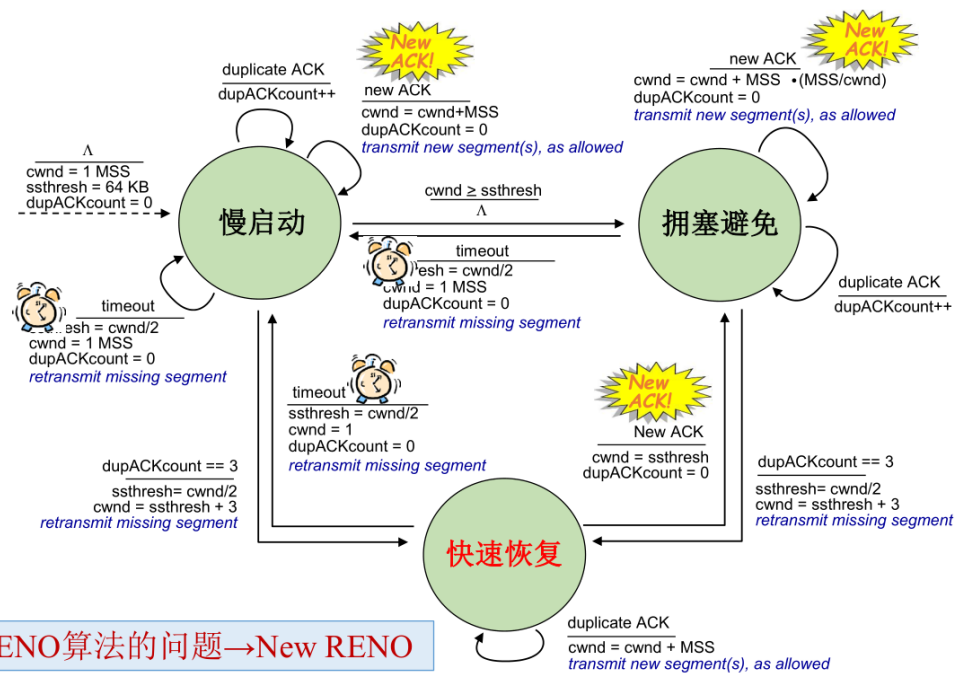 New
ACK!
duplicate ACK
dupACKcount++
new ACK
cwnd = cwnd+MSS
dupACKcount = 0
transmit new segment(s), as allowed
New
ACK!
new ACK
cwnd = cwnd + MSS •(MSS/cwnd)
dupACKcount = 0
transmit new segment(s), as allowed
Λ
cwnd = 1 MSS
ssthresh = 64 KB
dupACKcount = 0
慢启动
cwnd ≥ ssthresh
Λ
拥塞避免
timeout
esh = cwnd/2
cwnd = 1 MSS
dupACKcount = 0
retransmit missing segment
duplicate ACK
dupACKcount++
timeout
esh = cwnd/2
cwnd = 1 MSS
dupACKcount = 0
retransmit missing segment
timeout
ssthresh = cwnd/2
cwnd = 1
dupACKcount = 0
retransmit missing segment
New
ACK!
New ACK
cwnd = ssthresh
dupACKcount = 0
dupACKcount == 3
ssthresh= cwnd/2
cwnd = ssthresh + 3
retransmit missing segment
dupACKcount == 3
ssthresh= cwnd/2
cwnd = ssthresh + 3
retransmit missing segment
快速恢复
duplicate ACK
cwnd = cwnd + MSS
transmit new segment(s), as allowed
ENO算法的问题→New RENO